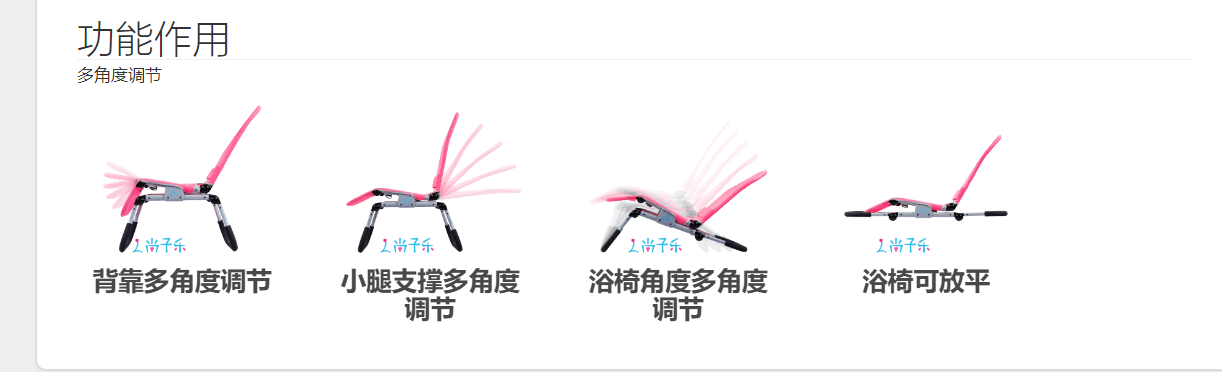 功能作用
多角度调节
尚子乐
尚子乐
尚子乐
尚子乐
背靠多角度调节
小腿支撑多角度
调节
浴椅角度多角度
调节
浴椅可放平